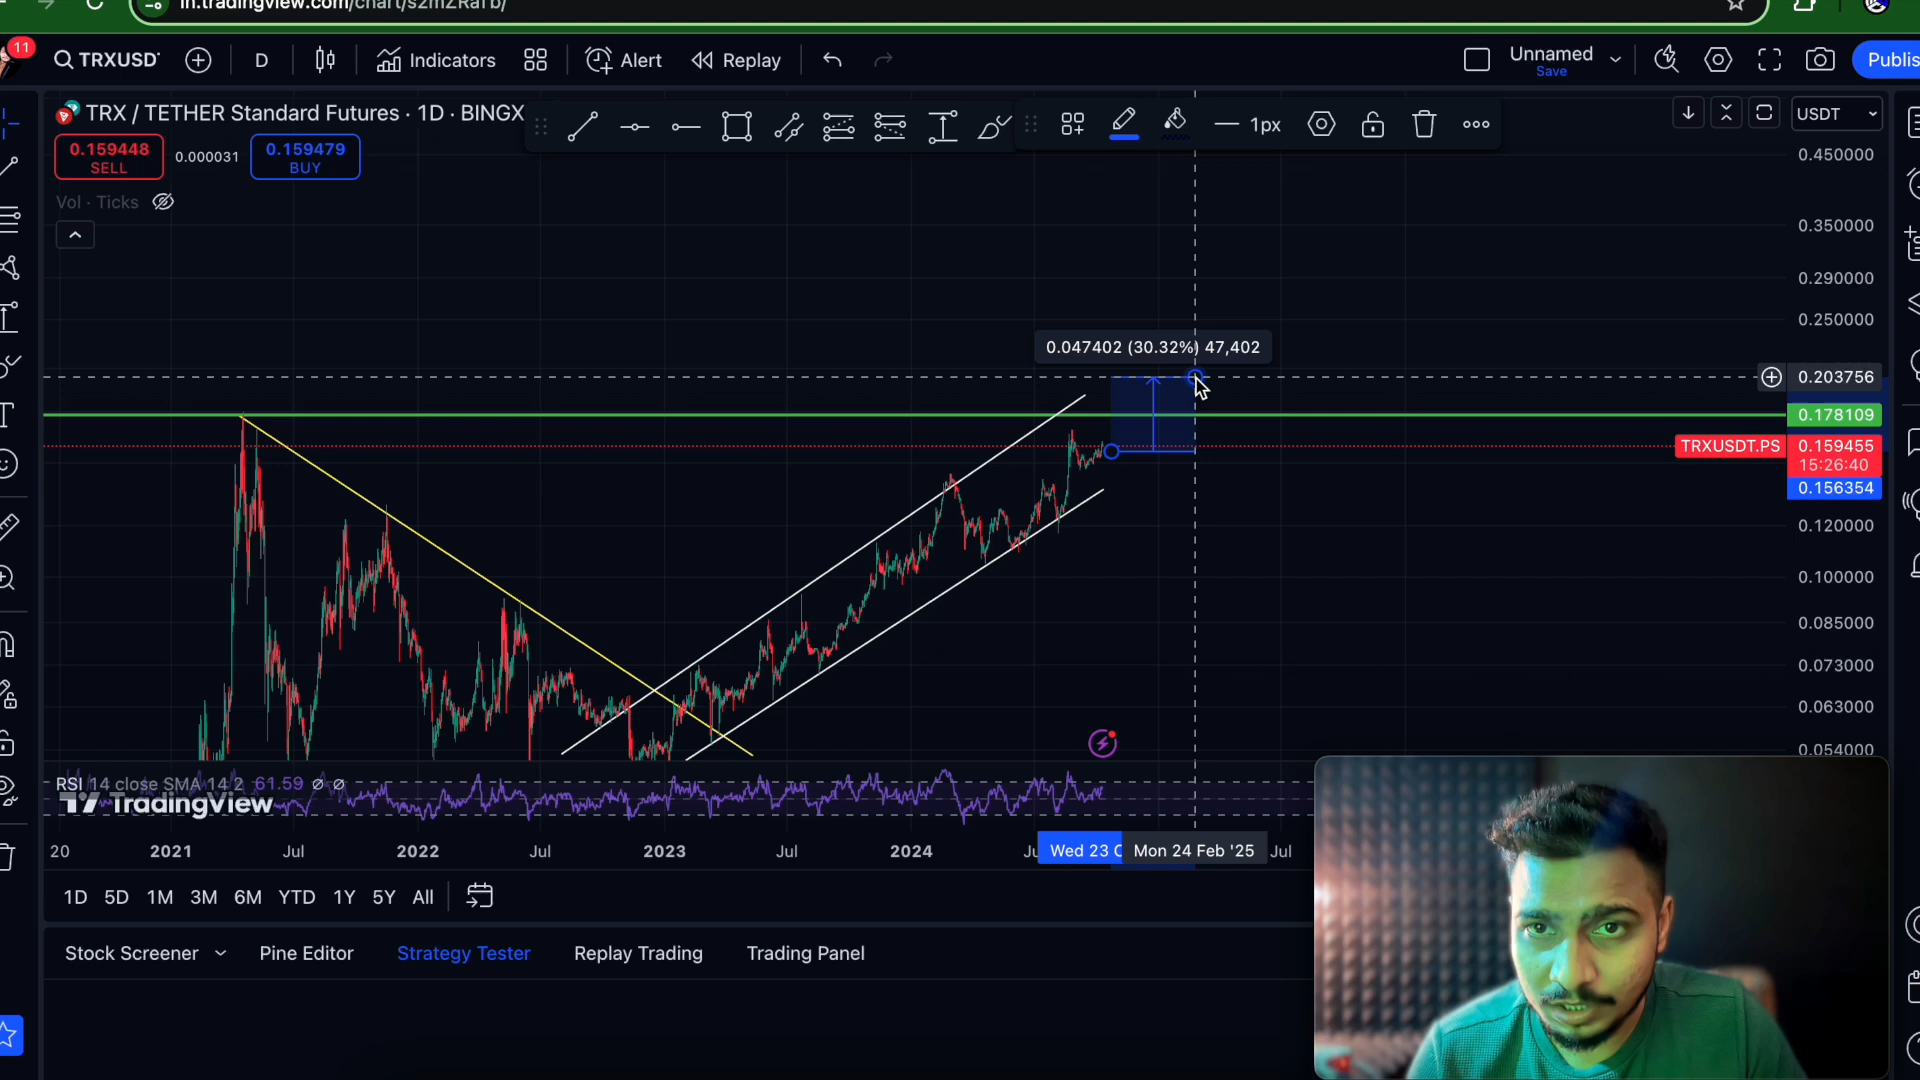 in.tradingview.com/chart/s2mZRaTb/
11
TRXUSD
D
Indicators
Alert
Replay
Unnamed
Save
Publis
TRX / TETHER Standard Futures · 1D · BINGX
1px
USDT
0.159448
SELL
0.000031
0.159479
BUY
Vol · Ticks
0.450000
0.350000
0.290000
0.250000
0.047402 (30.32%) 47,402
0.203756
0.178109
TRXUSDT.PS
0.159455
15:26:40
0.156354
0.120000
0.100000
0.085000
0.073000
0.063000
0.054000
RSI 14 close SMA 14 2 61.59
TradingView
20
2021
Jul
2022
Jul
2023
Jul
2024
Wed 23
Mon 24 Feb '25
Jul
1D
5D
1M
3M
6M
YTD
1Y
5Y
All
Stock Screener
Pine Editor
Strategy Tester
Replay Trading
Trading Panel